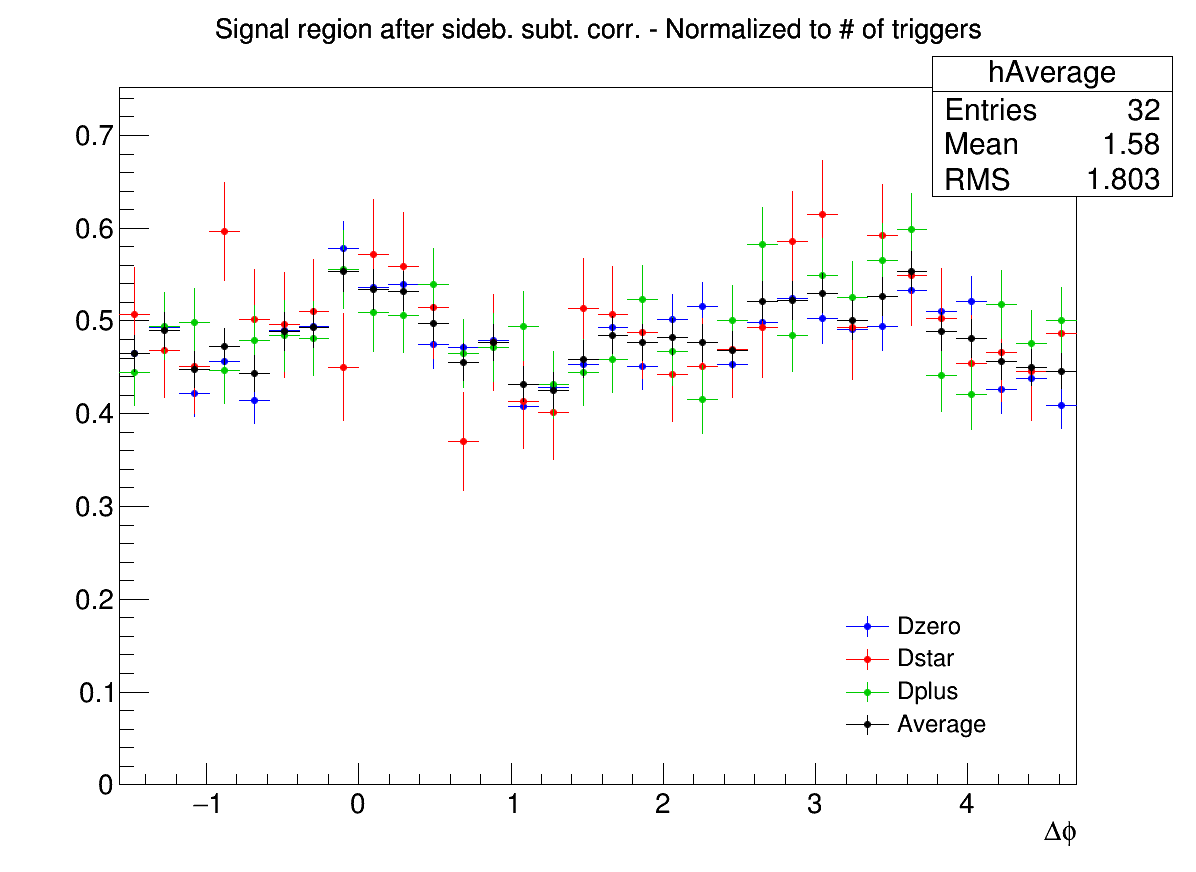 Signal region after sideb. subt. corr. - Normalized to # of triggers
hAverage
Entries 32
Mean 1.58
RMS 1.803
0.7
0.6
0.5
0.4
0.3
0.2
0.1
0
Dzero
Dstar
Dplus
Average
−1 0 1 2 3 4
Δϕ